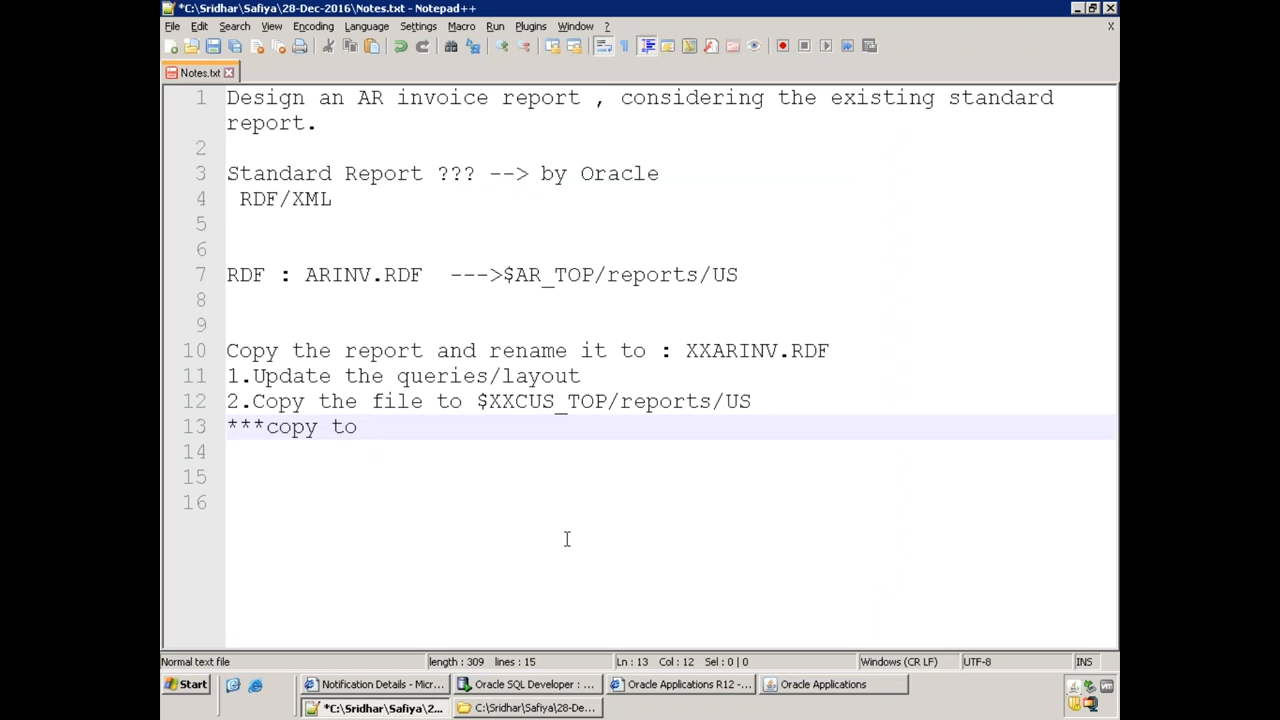 *C:\Sridhar\Safiya\28-Dec-2016\Notes.txt - Notepad++
File Edit Search View Encoding Language Settings Macro Run Plugins Window ? X
Notes.txt
1 Design an AR invoice report , considering the existing standard
report.
2
3 Standard Report ??? --> by Oracle
4 RDF/XML
5
6
7 RDF : ARINV.RDF --->$AR_TOP/reports/US
8
9
10 Copy the report and rename it to : XXARINV.RDF
11 1.Update the queries/layout
12 2.Copy the file to $XXCUS_TOP/reports/US
13 ***copy to
14
15
16
Normal text file length : 309 lines : 15 Ln : 13 Col : 12 Sel : 0 | 0 Windows (CR LF) UTF-8 INS
Start Notification Details - Micr... Oracle SQL Developer : ... Oracle Applications R12 -... Oracle Applications
*C:\Sridhar\Safiya\2... C:\Sridhar\Safiya\28-De...